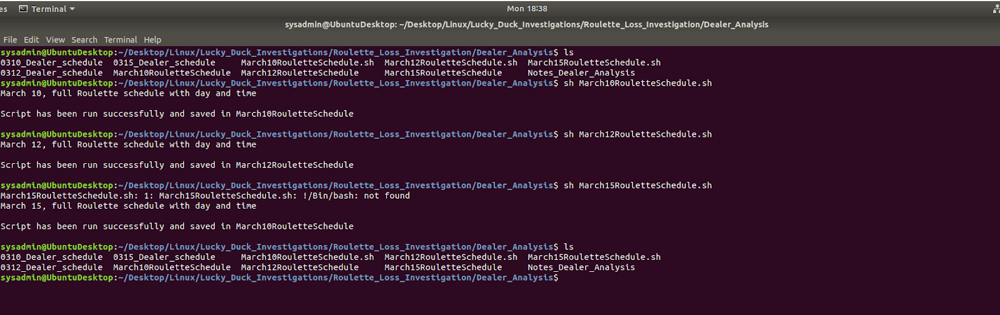 es Terminal Mon 18:38
sysadmin@UbuntuDesktop: ~/Desktop/Linux/Lucky_Duck_Investigations/Roulette_Loss_Investigation/Dealer_Analysis
File Edit View Search Terminal Help
sysadmin@UbuntuDesktop:~/Desktop/Linux/Lucky_Duck_Investigations/Roulette_Loss_Investigation/Dealer_Analysis$ ls
0310_Dealer_schedule 0315_Dealer_schedule March10RouletteSchedule.sh March12RouletteSchedule.sh March15RouletteSchedule.sh
0312_Dealer_schedule March10RouletteSchedule March12RouletteSchedule March15RouletteSchedule Notes_Dealer_Analysis
sysadmin@UbuntuDesktop:~/Desktop/Linux/Lucky_Duck_Investigations/Roulette_Loss_Investigation/Dealer_Analysis$ sh March10RouletteSchedule.sh
March 10, full Roulette schedule with day and time
Script has been run successfully and saved in March10RouletteSchedule
sysadmin@UbuntuDesktop:~/Desktop/Linux/Lucky_Duck_Investigations/Roulette_Loss_Investigation/Dealer_Analysis$ sh March12RouletteSchedule.sh
March 12, full Roulette schedule with day and time
Script has been run successfully and saved in March12RouletteSchedule
sysadmin@UbuntuDesktop:~/Desktop/Linux/Lucky_Duck_Investigations/Roulette_Loss_Investigation/Dealer_Analysis$ sh March15RouletteSchedule.sh
March15RouletteSchedule.sh: 1: March15RouletteSchedule.sh: !/Bin/bash: not found
March 15, full Roulette schedule with day and time
Script has been run successfully and saved in March10RouletteSchedule
sysadmin@UbuntuDesktop:~/Desktop/Linux/Lucky_Duck_Investigations/Roulette_Loss_Investigation/Dealer_Analysis$ ls
0310_Dealer_schedule 0315_Dealer_schedule March10RouletteSchedule.sh March12RouletteSchedule.sh March15RouletteSchedule.sh
0312_Dealer_schedule March10RouletteSchedule March12RouletteSchedule March15RouletteSchedule Notes_Dealer_Analysis
sysadmin@UbuntuDesktop:~/Desktop/Linux/Lucky_Duck_Investigations/Roulette_Loss_Investigation/Dealer_Analysis$